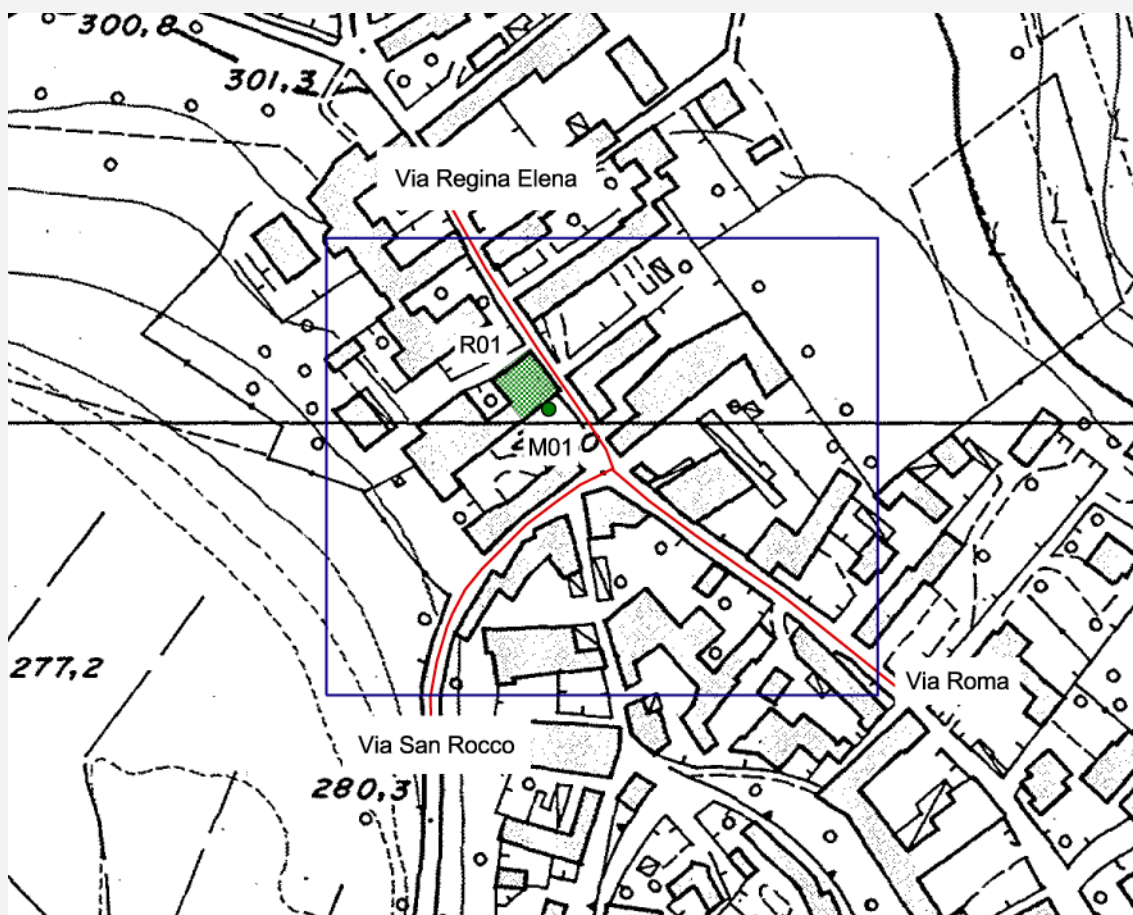 300,8
301,3
Via Regina Elena
R01
M01
277,2
Via Roma
Via San Rocco
280,3